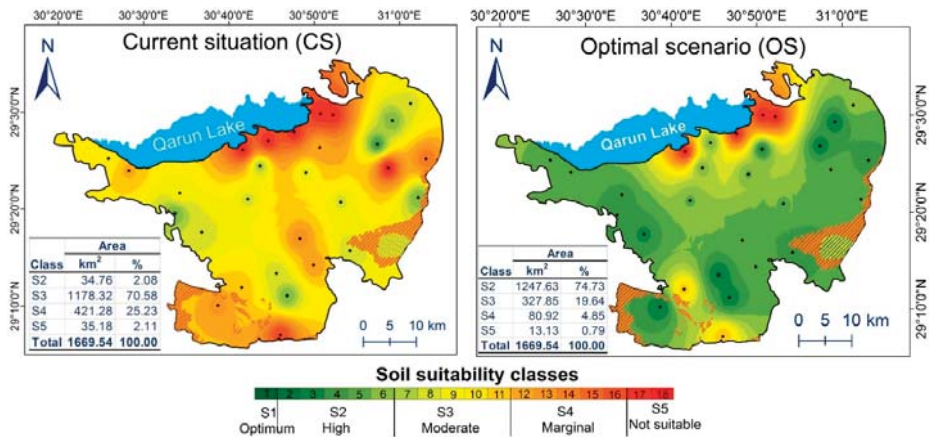 30°20'0"E 30°40'0"E 30°50'0"E 31°0'0"E
30°20'0"E 30°40'0"E 30°50'0"E 31°0'0"E
Current situation (CS)
N
Qarun Lake
29°30'0"N
29°20'0"N
29°10'0"N
Area
Class km² %
S2 34.76 2.08
S3 1178.32 70.58
S4 421.28 25.23
S5 35.18 2.11
Total 1669.54 100.00
0 5 10 km
Optimal scenario (OS)
N
Qarun Lake
29°30'0"N
29°20'0"N
29°10'0"N
Area
Class km² %
S2 1247.63 74.73
S3 327.85 19.64
S4 80.92 4.85
S5 13.13 0.79
Total 1669.54 100.00
0 5 10 km
Soil suitability classes
1 2 3 4 5 6 7 8 9 10 11 12 13 14 15 16 17 18
S1 S2 S3 S4 S5
Optimum High Moderate Marginal Not suitable